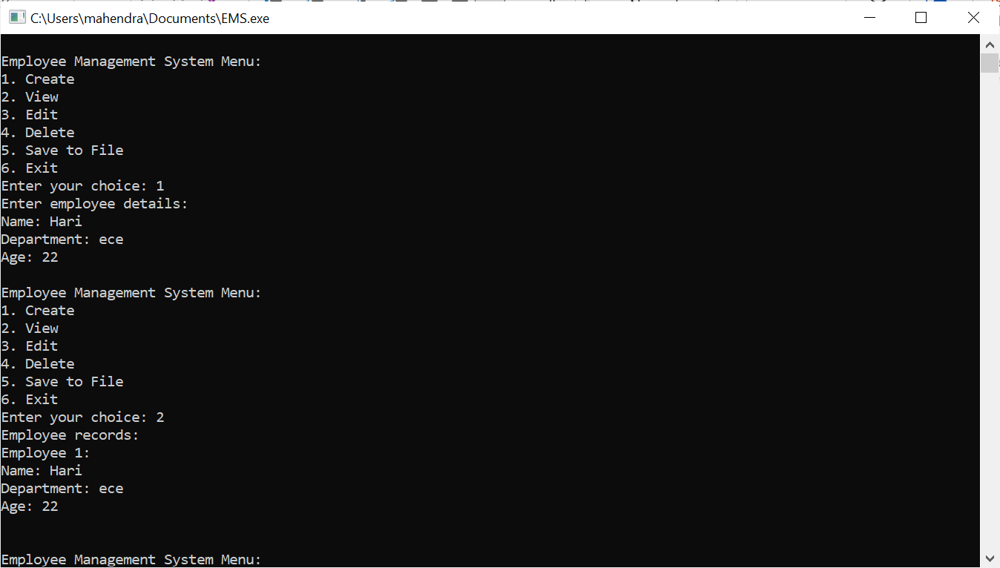 C:\Users\mahendra\Documents\EMS.exe
Employee Management System Menu:
1. Create
2. View
3. Edit
4. Delete
5. Save to File
6. Exit
Enter your choice: 1
Enter employee details:
Name: Hari
Department: ece
Age: 22
Employee Management System Menu:
1. Create
2. View
3. Edit
4. Delete
5. Save to File
6. Exit
Enter your choice: 2
Employee records:
Employee 1:
Name: Hari
Department: ece
Age: 22
Employee Management System Menu: